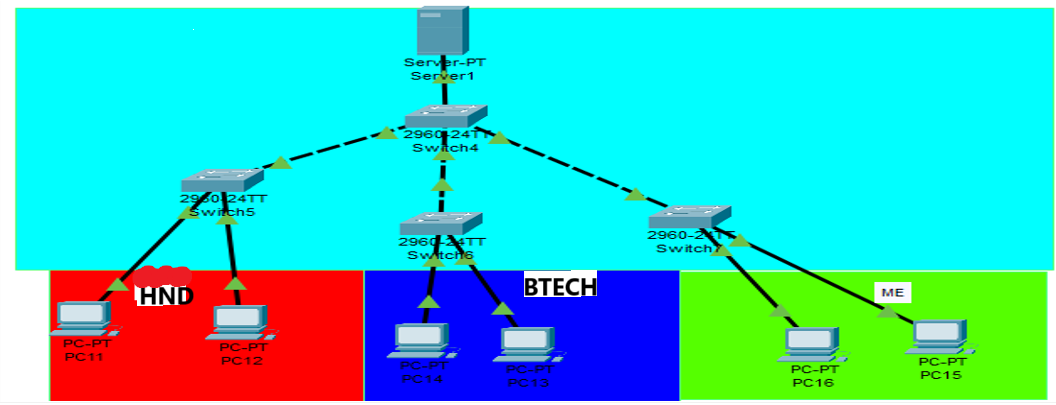 Server-PT
Server1
2960-24TT
Switch4
2960-24TT
Switch5
2960-24TT
Switch6
2960-24TT
Switch7
HND
BTECH
ME
PC-PT
PC11
PC-PT
PC12
PC-PT
PC14
PC-PT
PC13
PC-PT
PC16
PC-PT
PC15